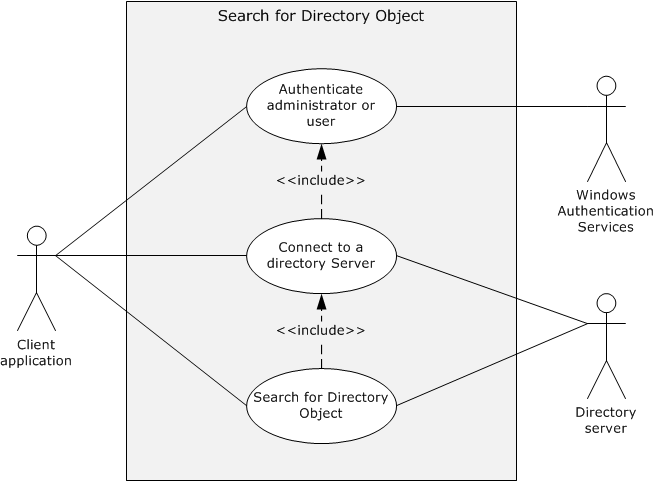 Search for Directory Object
Authenticate
administrator or
user
<<include>>
Windows
Authentication
Services
Connect to a
directory Server
Client
application
<<include>>
Search for Directory
Object
Directory
server